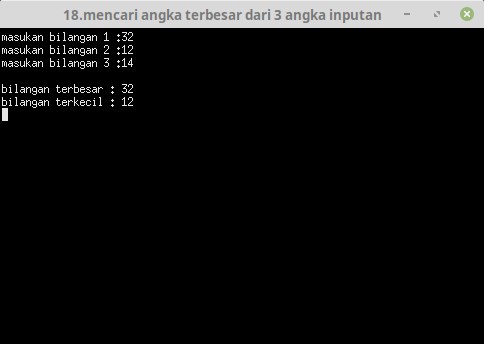 18.mencari angka terbesar dari 3 angka inputan
masukan bilangan 1 :32
masukan bilangan 2 :12
masukan bilangan 3 :14
bilangan terbesar : 32
bilangan terkecil : 12